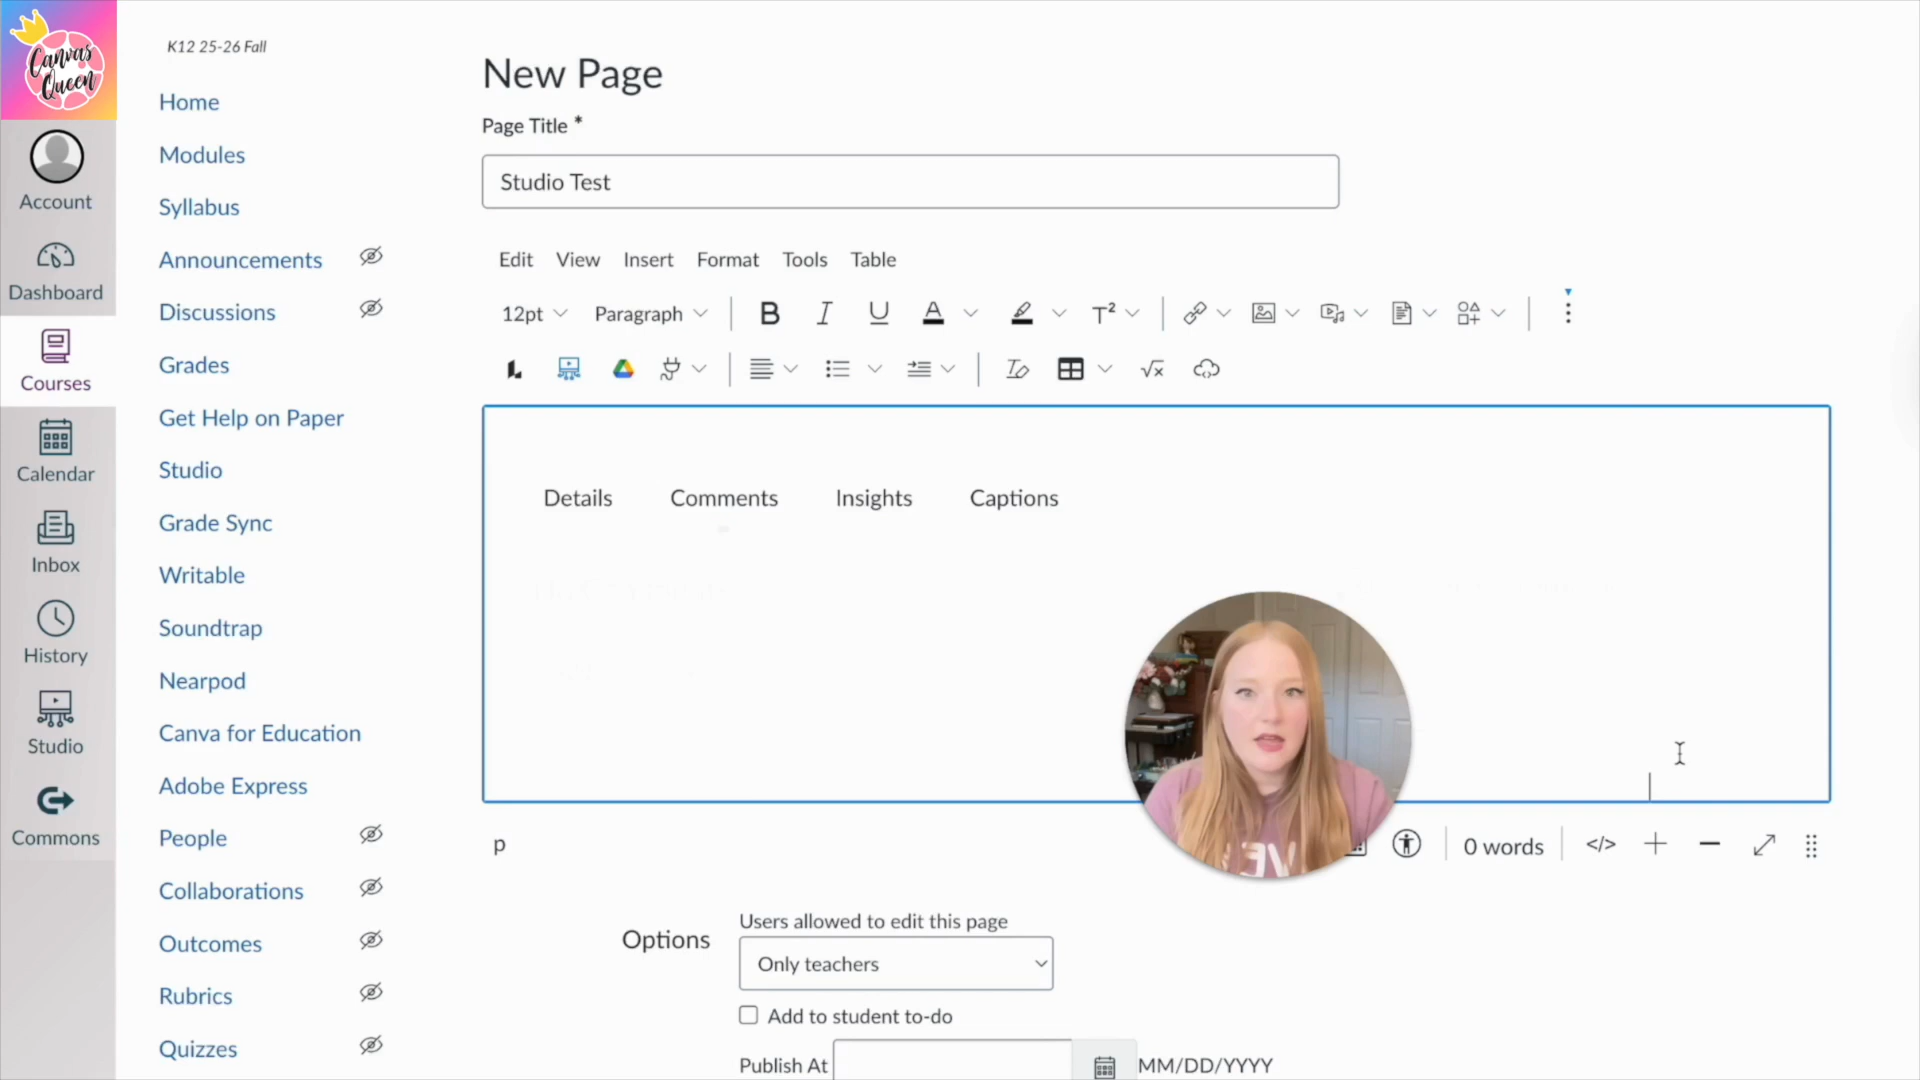 Canvas
Queen
K12 25-26 Fall
Account
Dashboard
Courses
Calendar
Inbox
History
Studio
Commons
Home
Modules
Syllabus
Announcements
Discussions
Grades
Get Help on Paper
Studio
Grade Sync
Writable
Soundtrap
Nearpod
Canva for Education
Adobe Express
People
Collaborations
Outcomes
Rubrics
Quizzes
New Page
Page Title *
Studio Test
Edit View Insert Format Tools Table
12pt Paragraph B I U A T²
√x
Details Comments Insights Captions
p
0 words </>
Options
Users allowed to edit this page
Only teachers
Add to student to-do
Publish At MM/DD/YYYY